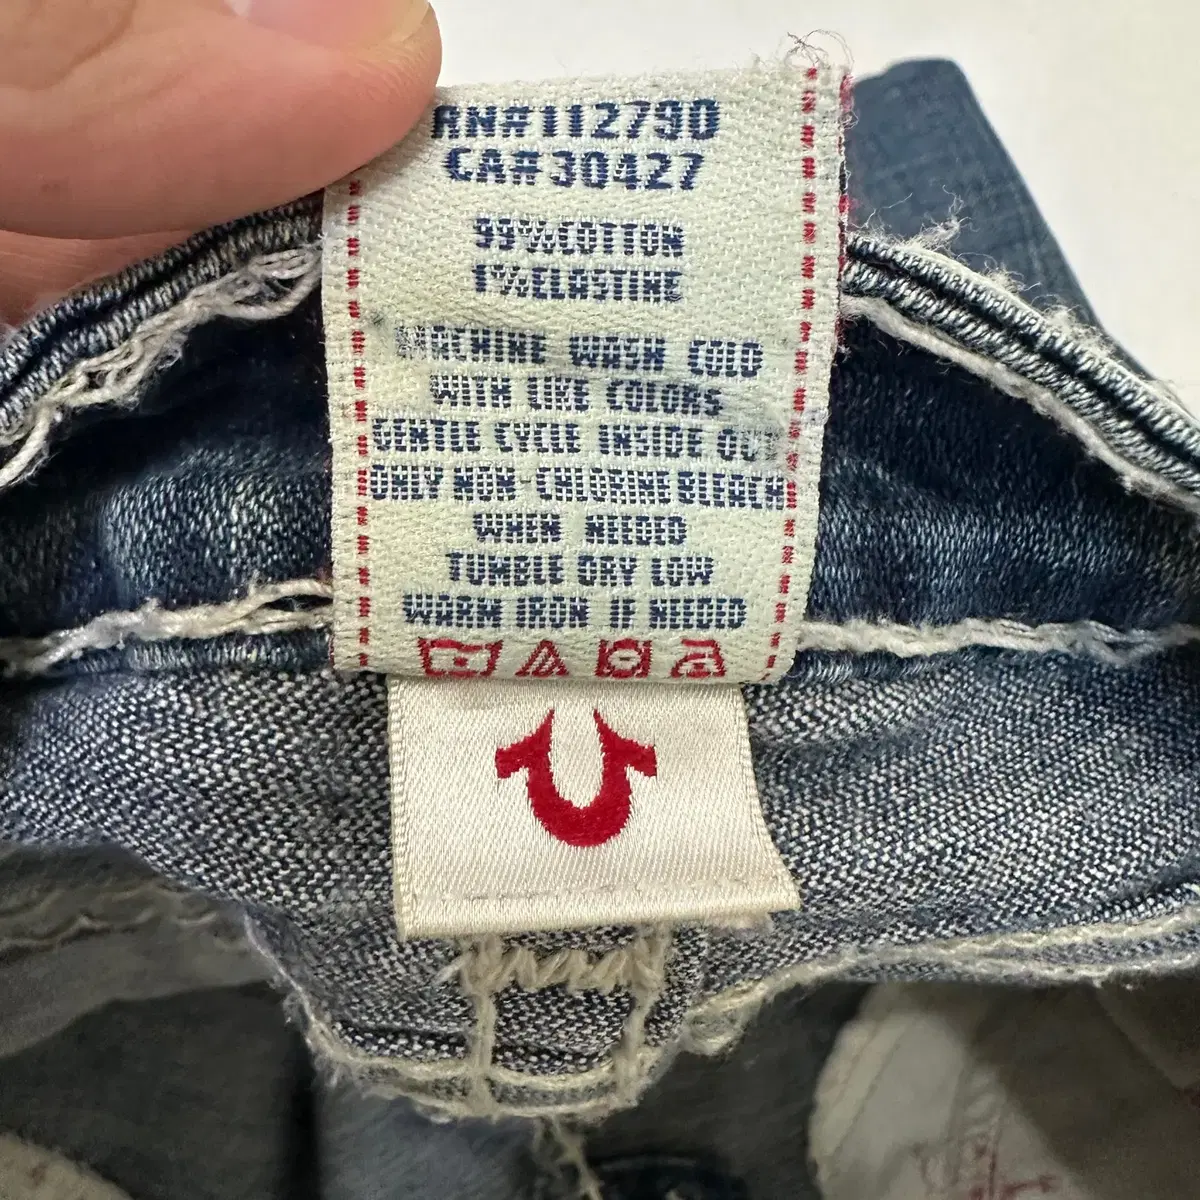 RN#112790
CA#30427
99%COTTON
1%ELASTINE
MACHINE WASH COLD
WITH LIKE COLORS
GENTLE CYCLE INSIDE OUT
ONLY NON-CHLORINE BLEACH
WHEN NEEDED
TUMBLE DRY LOW
WARM IRON IF NEEDED